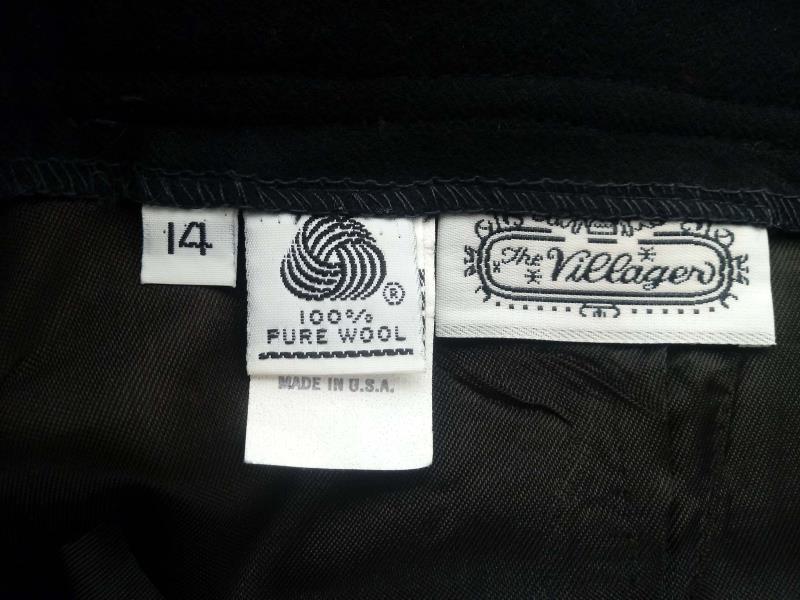 14
®
100%
PURE WOOL
MADE IN U.S.A.
The Villager